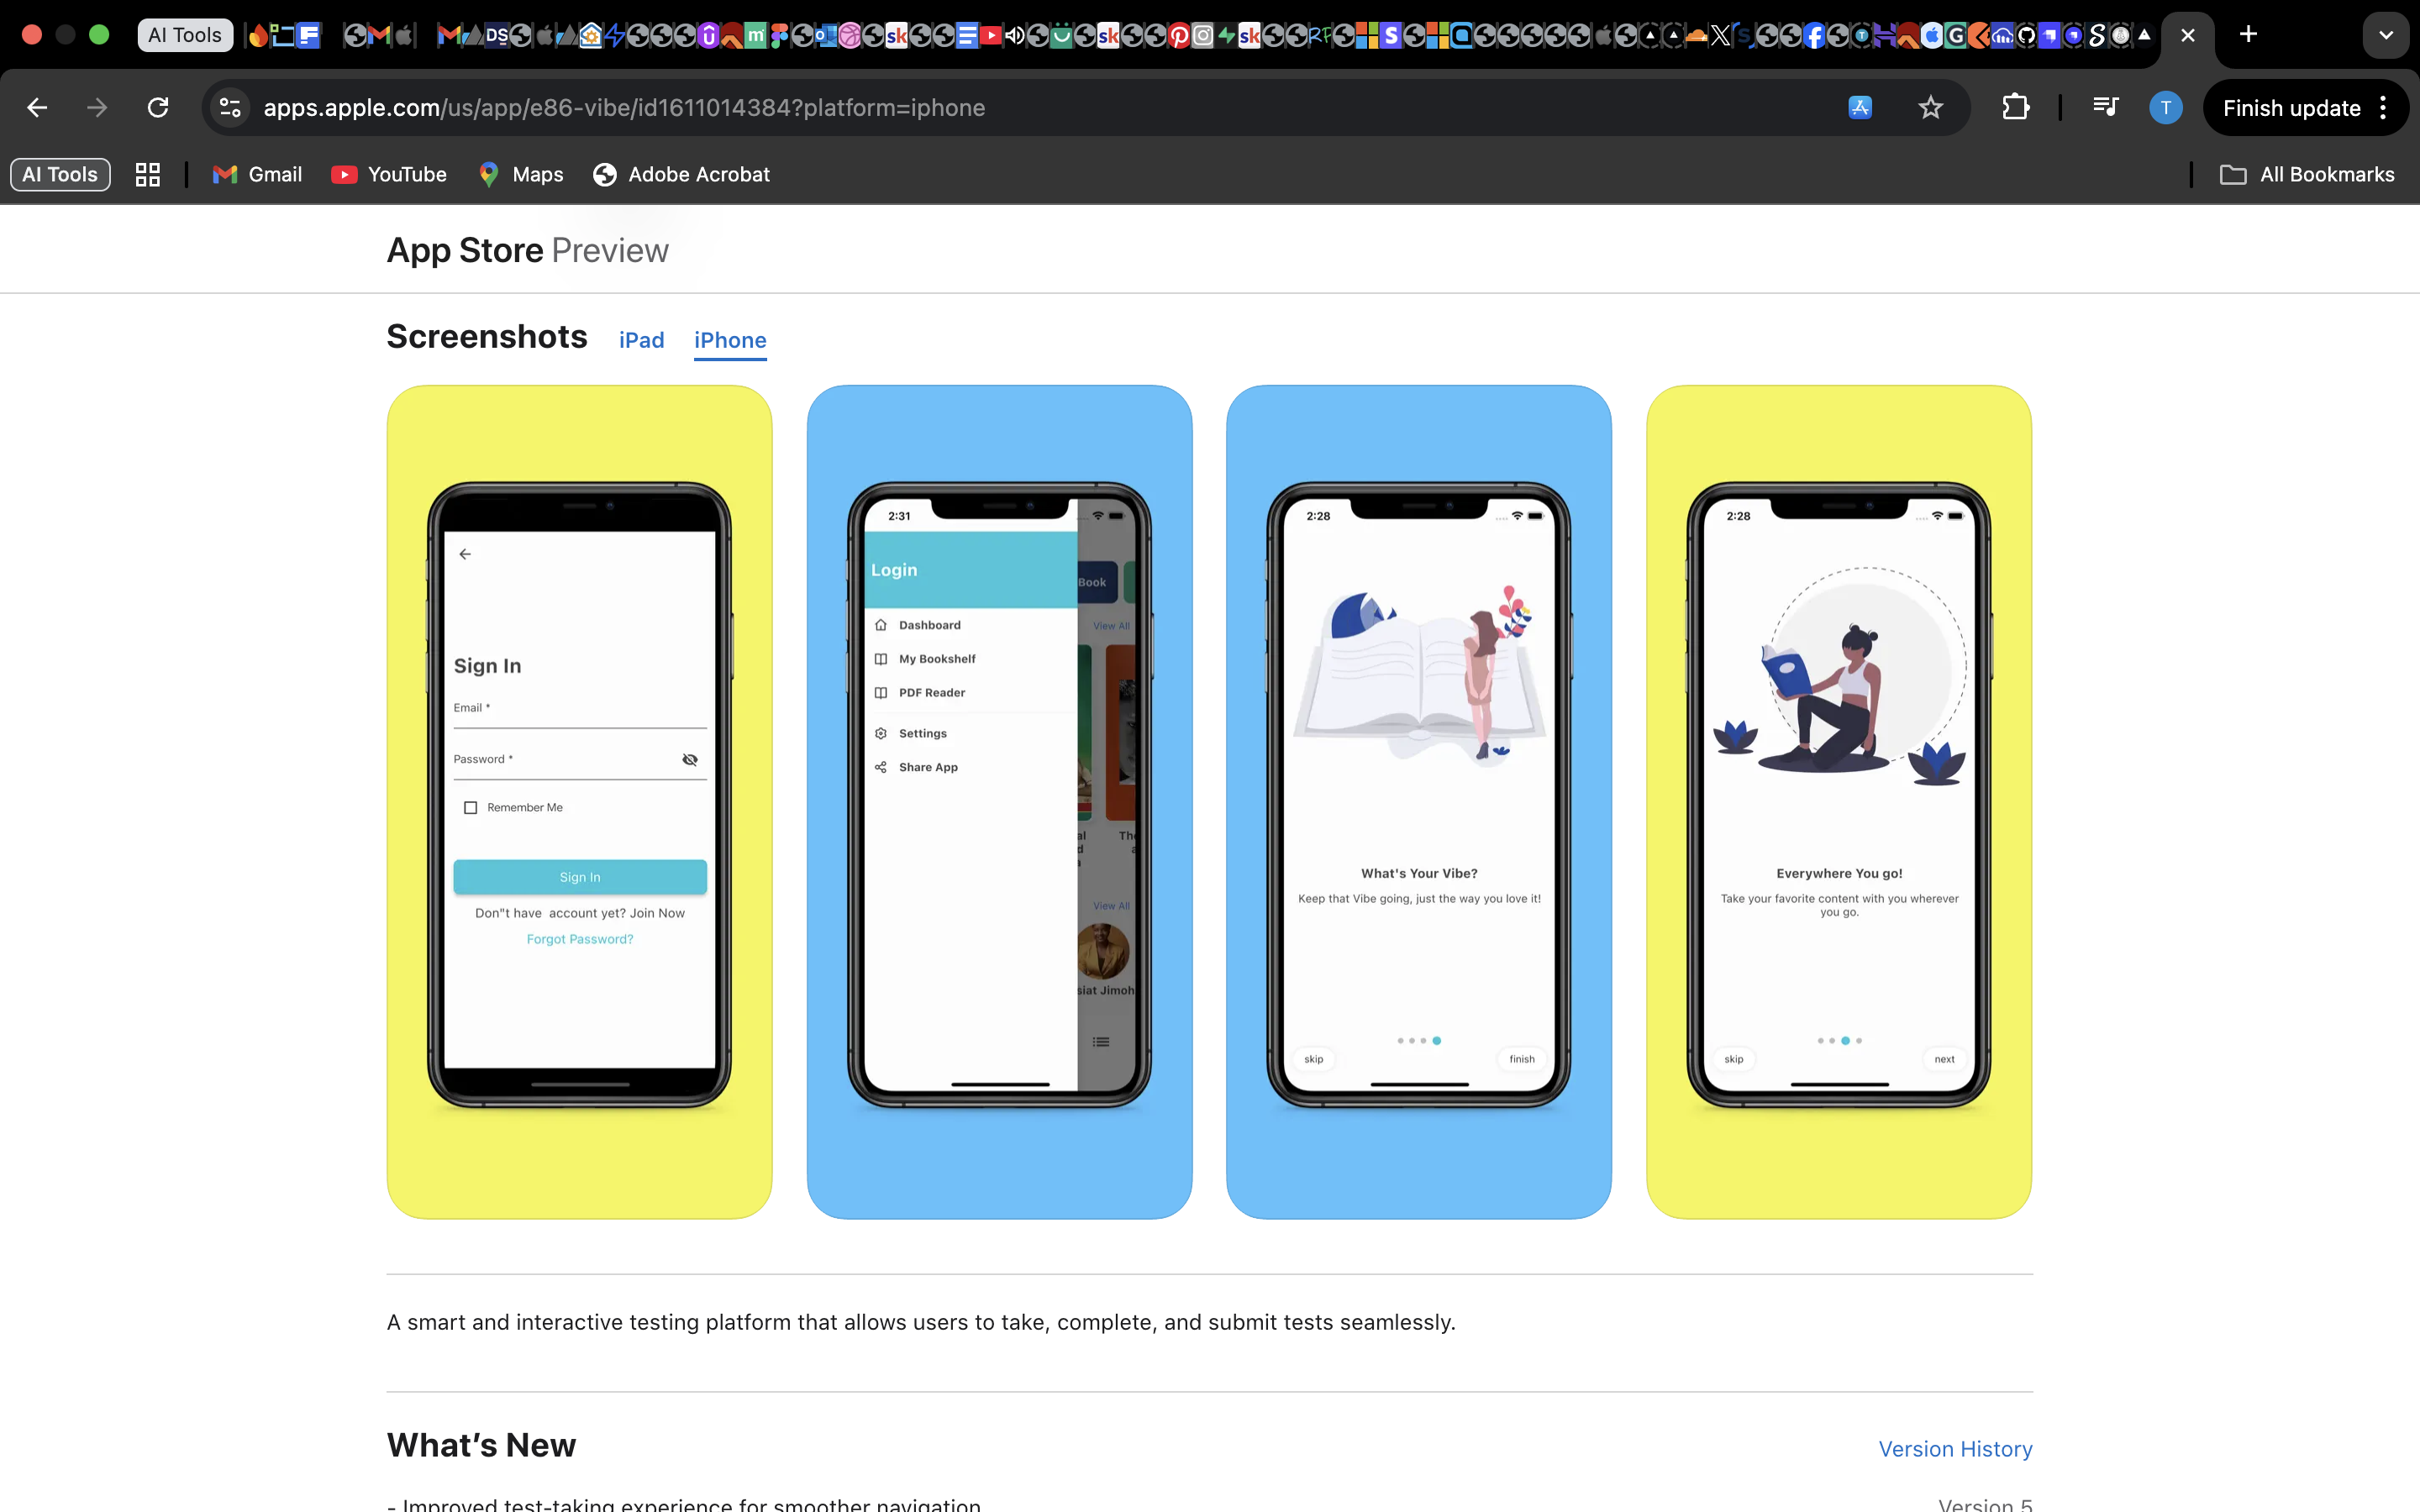 AI Tools
apps.apple.com/us/app/e86-vibe/id1611014384?platform=iphone
T
Finish update
AI Tools
Gmail
YouTube
Maps
Adobe Acrobat
All Bookmarks
App Store Preview
Screenshots
iPad
iPhone
Sign In
Email *
Password *
Remember Me
Sign In
Don"t have account yet? Join Now
Forgot Password?
2:31
Login
Dashboard
My Bookshelf
PDF Reader
Settings
Share App
Book
View All
View All
siat Jimoh
2:28
What's Your Vibe?
Keep that Vibe going, just the way you love it!
skip
finish
2:28
Everywhere You go!
Take your favorite content with you wherever
you go.
skip
next
A smart and interactive testing platform that allows users to take, complete, and submit tests seamlessly.
What's New
Version History
- Improved test-taking experience for smoother navigation
Version 5